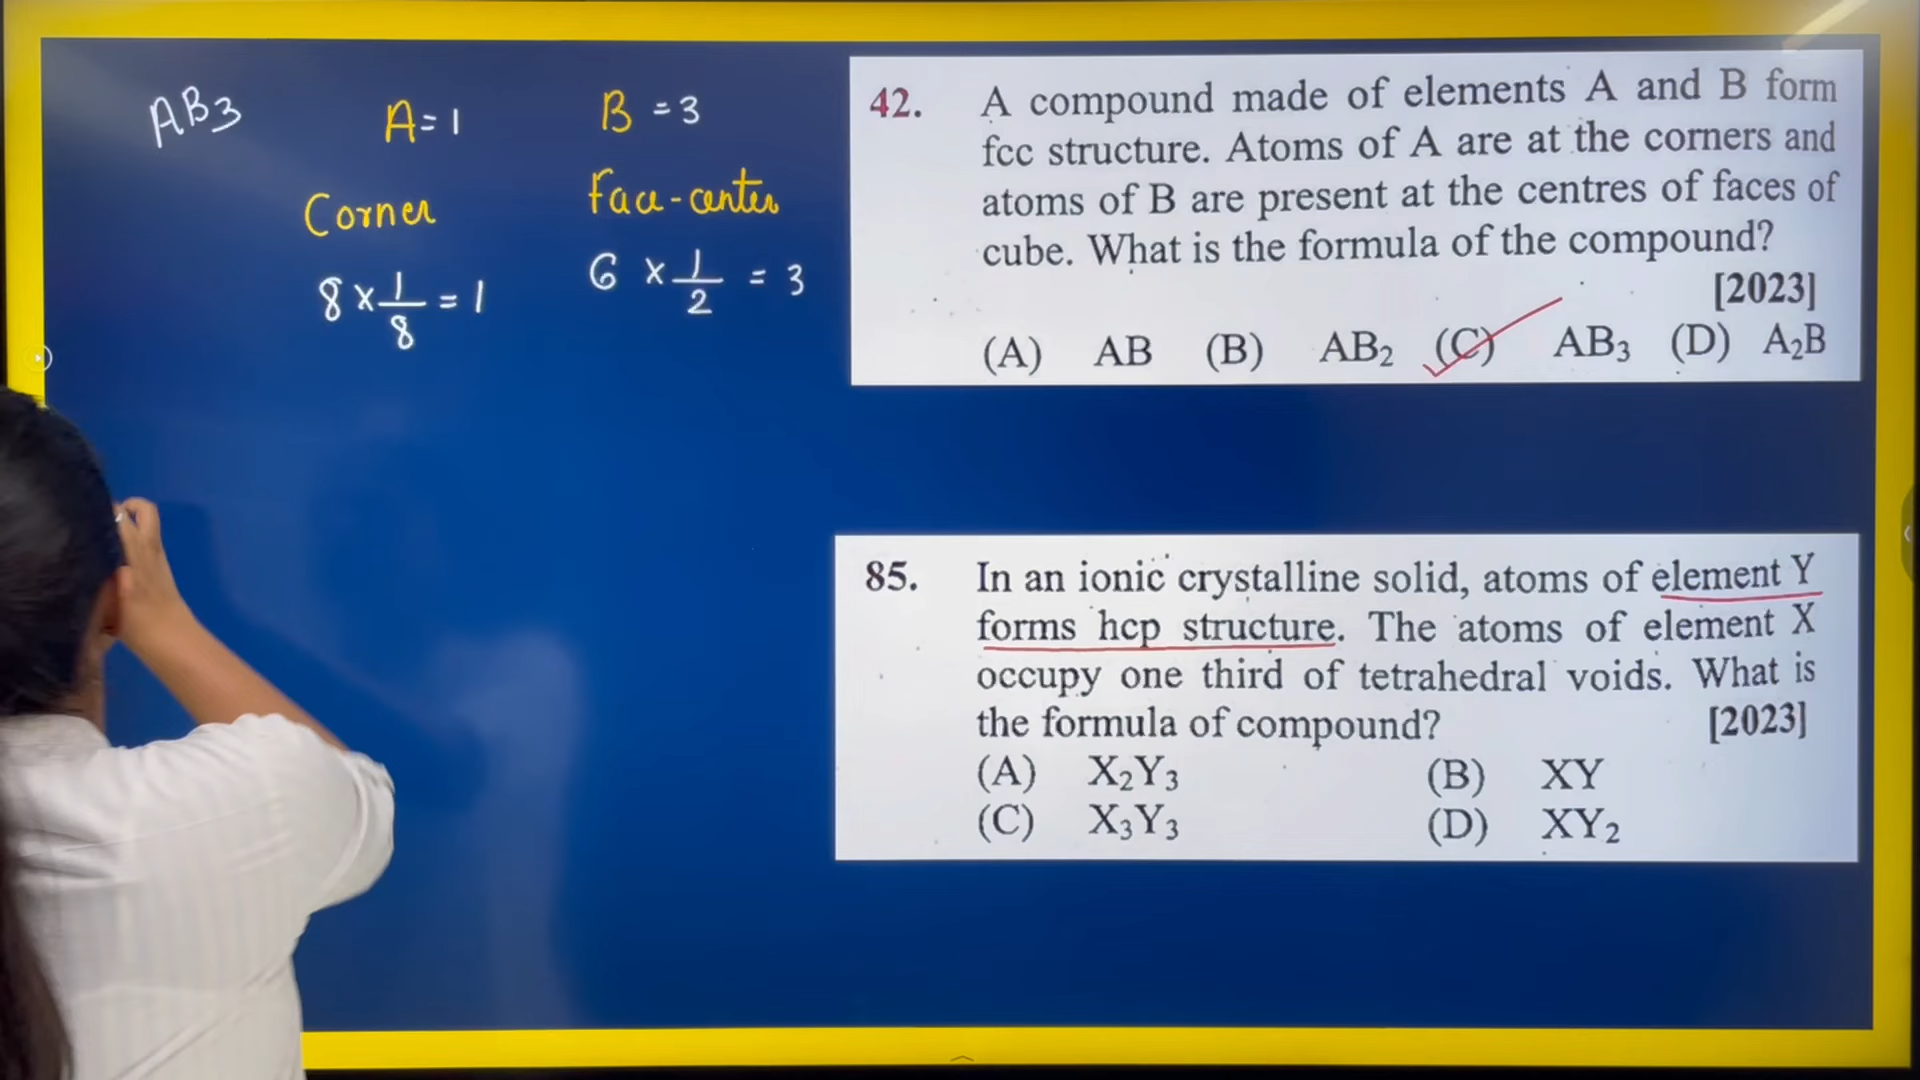 AB3 A=1 B=3
Corner Face-center
8 × 1/8 = 1 6 × 1/2 = 3
42. A compound made of elements A and B form
fcc structure. Atoms of A are at the corners and
atoms of B are present at the centres of faces of
cube. What is the formula of the compound?
[2023]
(A) AB (B) AB₂ (C) AB₃ (D) A₂B
85. In an ionic crystalline solid, atoms of element Y
forms hcp structure. The atoms of element X
occupy one third of tetrahedral voids. What is
the formula of compound? [2023]
(A) X₂Y₃ (B) XY
(C) X₃Y₃ (D) XY₂